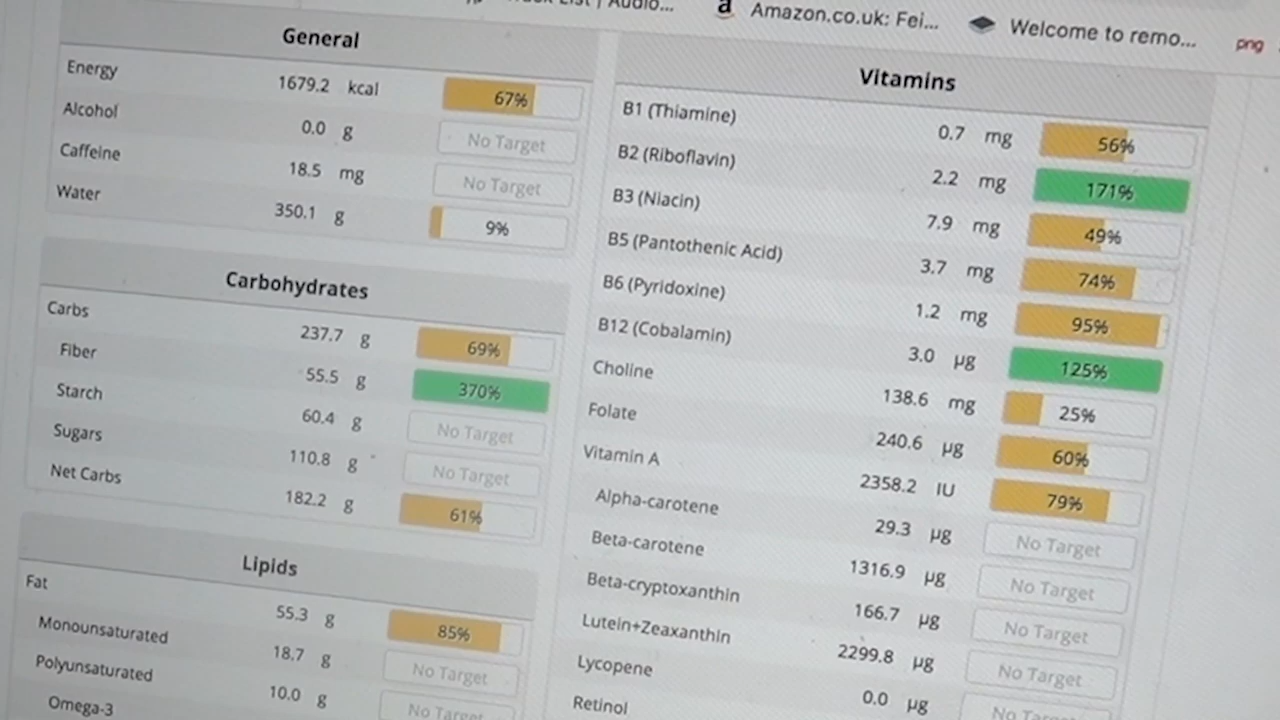 Amazon.co.uk: Fei...
Welcome to remo...
png
General
Energy 1679.2 kcal 67%
Alcohol 0.0 g No Target
Caffeine 18.5 mg No Target
Water 350.1 g 9%
Carbohydrates
Carbs 237.7 g 69%
Fiber 55.5 g 370%
Starch 60.4 g No Target
Sugars 110.8 g No Target
Net Carbs 182.2 g 61%
Lipids
Fat 55.3 g 85%
Monounsaturated 18.7 g No Target
Polyunsaturated 10.0 g No Target
Omega-3
Vitamins
B1 (Thiamine) 0.7 mg 56%
B2 (Riboflavin) 2.2 mg 171%
B3 (Niacin) 7.9 mg 49%
B5 (Pantothenic Acid) 3.7 mg 74%
B6 (Pyridoxine) 1.2 mg 95%
B12 (Cobalamin) 3.0 µg 125%
Choline 138.6 mg 25%
Folate 240.6 µg 60%
Vitamin A 2358.2 IU 79%
Alpha-carotene 29.3 µg No Target
Beta-carotene 1316.9 µg No Target
Beta-cryptoxanthin 166.7 µg No Target
Lutein+Zeaxanthin 2299.8 µg No Target
Lycopene 0.0 µg No Target
Retinol